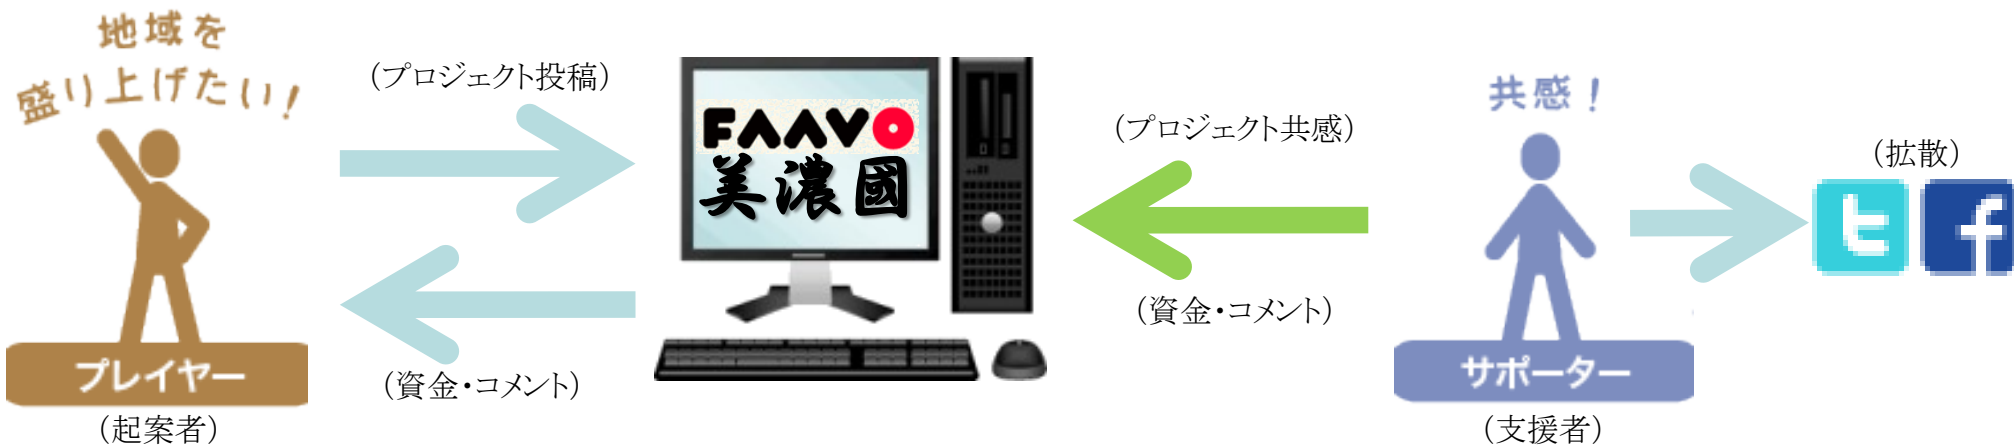 地域を
盛り上げたい!
プレイヤー
(起案者)
(プロジェクト投稿)
(資金・コメント)
FAAVO
美濃國
(プロジェクト共感)
(資金・コメント)
共感!
サポーター
(支援者)
(拡散)
t f